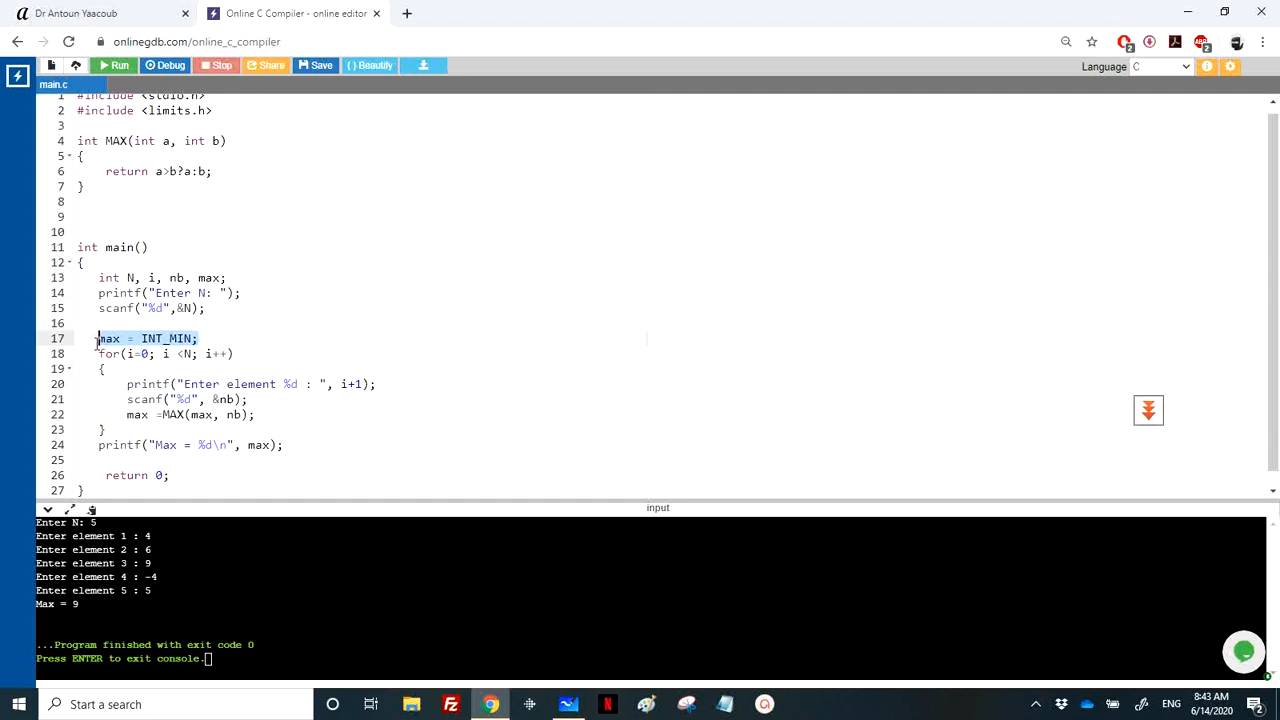 Dr Antoun Yaacoub
Online C Compiler - online editor
onlinegdb.com/online_c_compiler
2
2
Run
Debug
Stop
Share
Save
{ } Beautify
Language
C
main.c
1 #include <stdio.h>
2 #include <limits.h>
3
4 int MAX(int a, int b)
5 {
6 return a>b?a:b;
7 }
8
9
10
11 int main()
12 {
13 int N, i, nb, max;
14 printf("Enter N: ");
15 scanf("%d",&N);
16
17 max = INT_MIN;
18 for(i=0; i <N; i++)
19 {
20 printf("Enter element %d : ", i+1);
21 scanf("%d", &nb);
22 max =MAX(max, nb);
23 }
24 printf("Max = %d\n", max);
25
26 return 0;
27 }
input
Enter N: 5
Enter element 1 : 4
Enter element 2 : 6
Enter element 3 : 9
Enter element 4 : -4
Enter element 5 : 5
Max = 9
...Program finished with exit code 0
Press ENTER to exit console.
Start a search
ENG
8:43 AM
6/14/2020
2